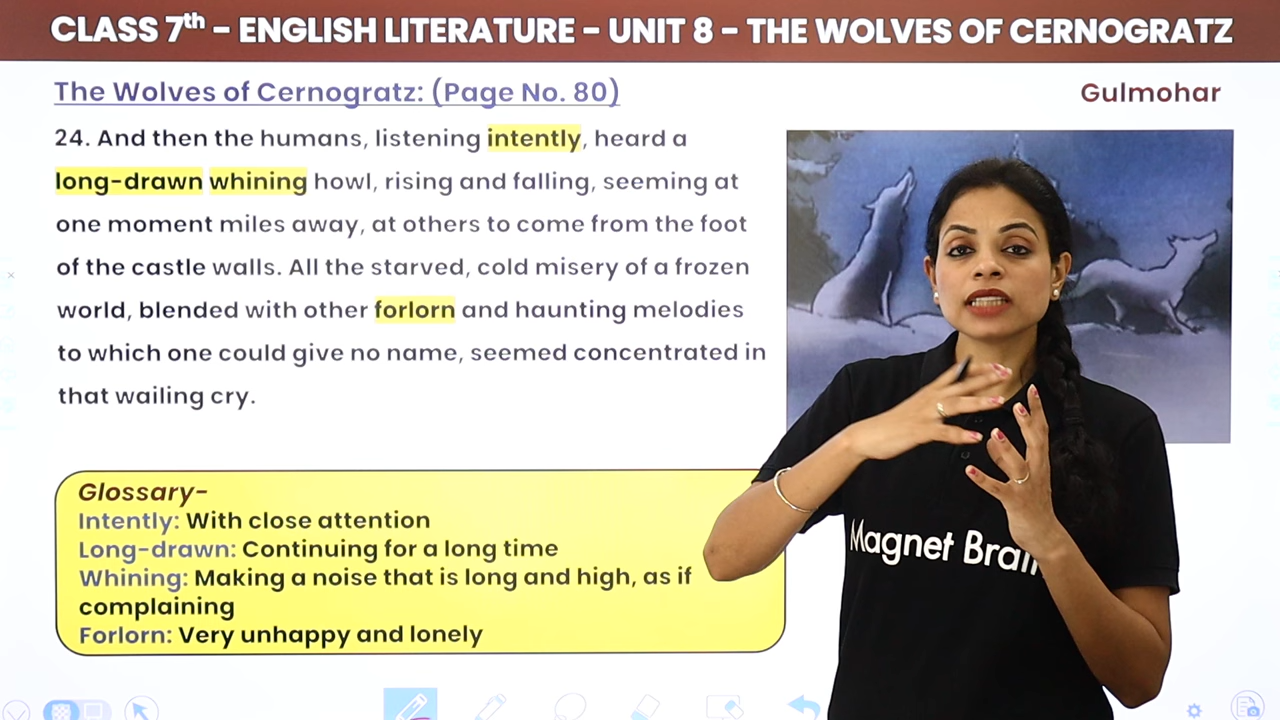 CLASS 7th - ENGLISH LITERATURE - UNIT 8 - THE WOLVES OF CERNOGRATZ
The Wolves of Cernogratz: (Page No. 80)
Gulmohar
24. And then the humans, listening intently, heard a
long-drawn whining howl, rising and falling, seeming at
one moment miles away, at others to come from the foot
of the castle walls. All the starved, cold misery of a frozen
world, blended with other forlorn and haunting melodies
to which one could give no name, seemed concentrated in
that wailing cry.
Glossary-
Intently: With close attention
Long-drawn: Continuing for a long time
Whining: Making a noise that is long and high, as if
complaining
Forlorn: Very unhappy and lonely
Magnet Brain